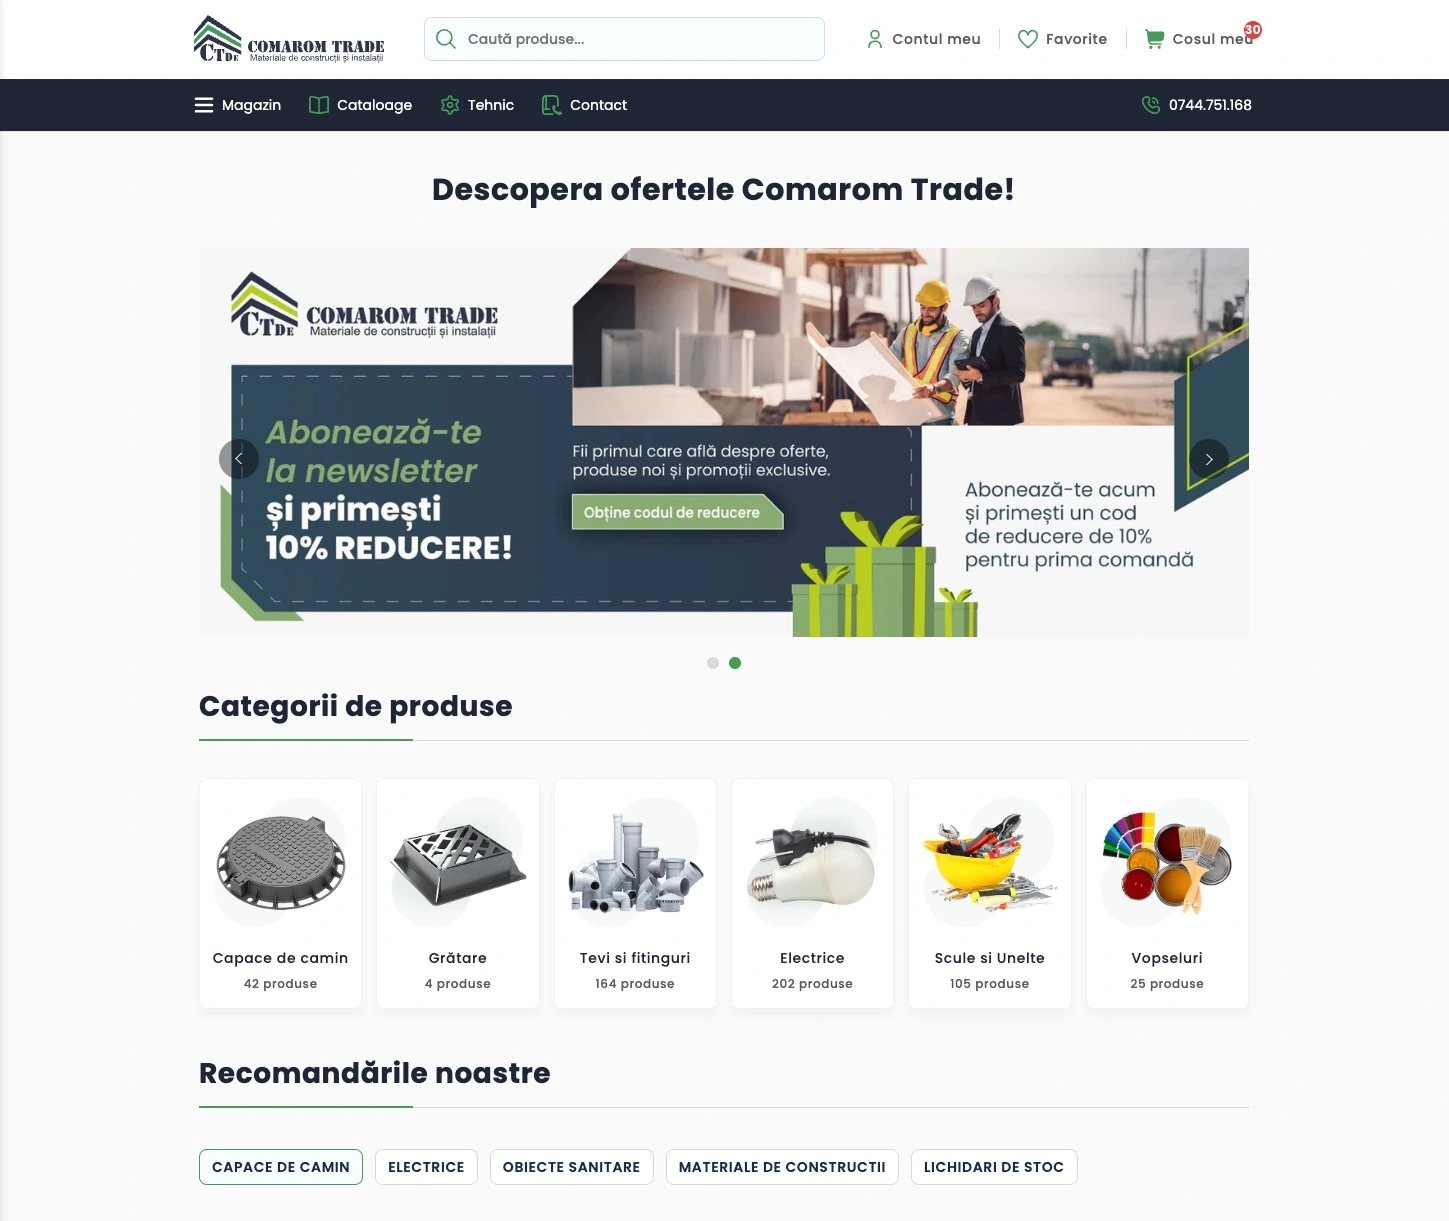 CTDE COMAROM TRADE
Materiale de construcții și instalații
Caută produse...
Contul meu
Favorite
Cosul meu
30
Magazin
Cataloage
Tehnic
Contact
0744.751.168
Descopera ofertele Comarom Trade!
CTDE COMAROM TRADE
Materiale de construcții și instalații
Abonează-te
la newsletter
și primești
10% REDUCERE!
Fii primul care află despre oferte,
produse noi și promoții exclusive.
Obține codul de reducere
Abonează-te acum
și primești un cod
de reducere de 10%
pentru prima comandă
Categorii de produse
Capace de camin
42 produse
Grătare
4 produse
Tevi si fitinguri
164 produse
Electrice
202 produse
Scule si Unelte
105 produse
Vopseluri
25 produse
Recomandările noastre
CAPACE DE CAMIN
ELECTRICE
OBIECTE SANITARE
MATERIALE DE CONSTRUCTII
LICHIDARI DE STOC